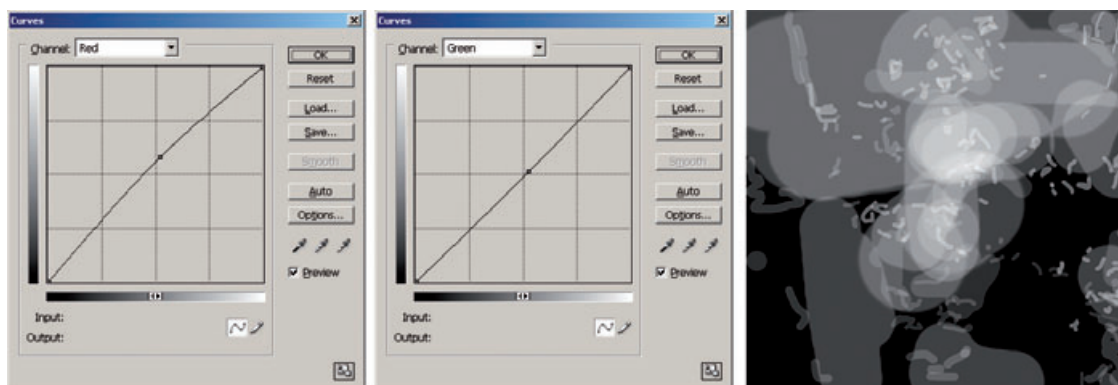 Curves
Channel: Red
OK
Reset
Load...
Save...
Smooth
Auto
Options...
Preview
Input:
Output:
Curves
Channel: Green
OK
Reset
Load...
Save...
Smooth
Auto
Options...
Preview
Input:
Output: